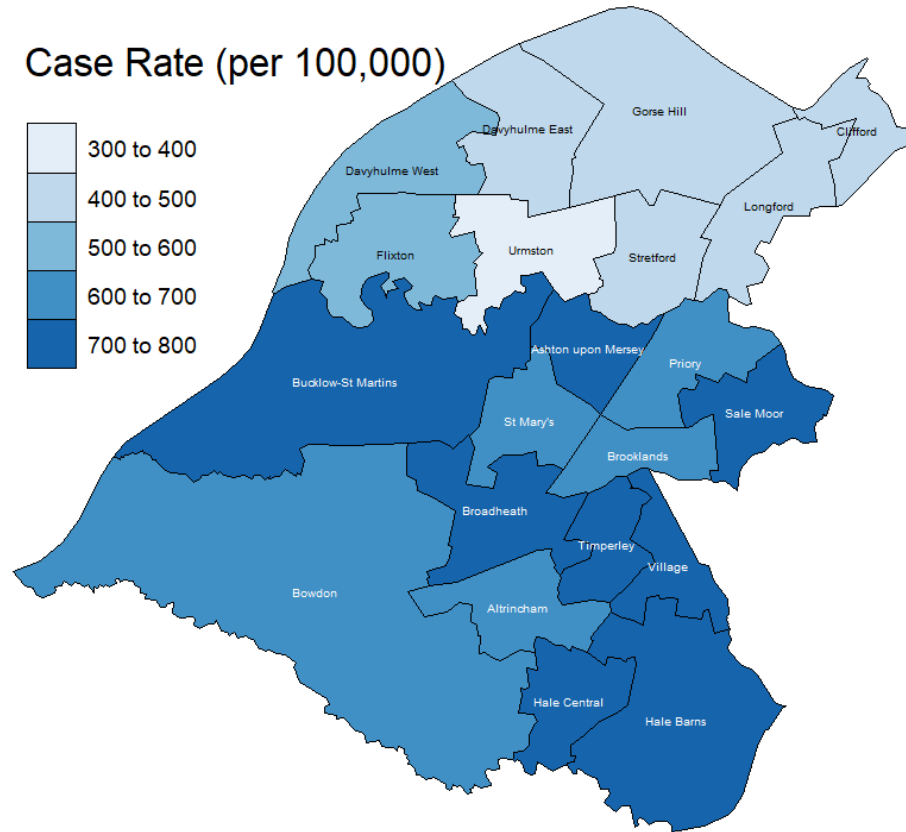 Case Rate (per 100,000)
300 to 400
400 to 500
500 to 600
600 to 700
700 to 800
Gorse Hill
Davyhulme East
Clifford
Davyhulme West
Longford
Urmston
Flixton
Stretford
Ashton upon Mersey
Priory
Bucklow-St Martins
Sale Moor
St Mary's
Brooklands
Broadheath
Timperley
Village
Bowdon
Altrincham
Hale Central
Hale Barns